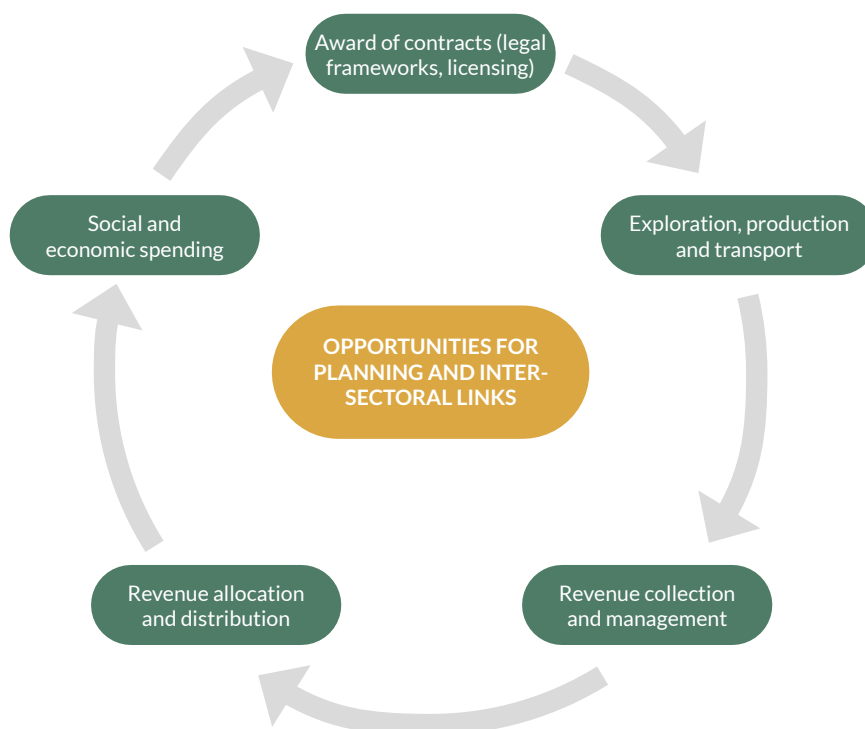 Award of contracts (legal
frameworks, licensing)
Exploration, production
and transport
Revenue collection
and management
Revenue allocation
and distribution
Social and
economic spending
OPPORTUNITIES FOR
PLANNING AND INTER-
SECTORAL LINKS